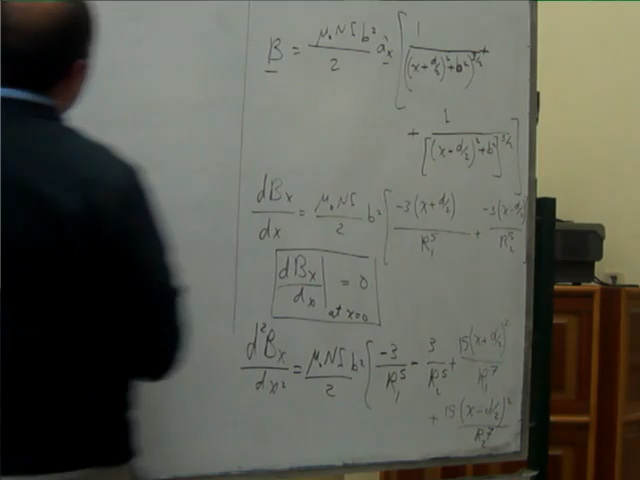 B = μ₀NIb²/2 âₓ [ 1/((x+d/2)²+b²)^3/2 +
+ 1/[(x-d/2)²+b²]^3/2 ]
dBx/dx = μ₀NI/2 b² [ -3(x+d/2)/R₁⁵ + -3(x-d/2)/R₂⁵
dBx/dx | at x=0 = 0
d²Bx/dx² = μ₀NI/2 b² [ -3/R₁⁵ - 3/R₂⁵ + 15(x+d/2)²/R₁⁷
+ 15(x-d/2)²/R₂⁷